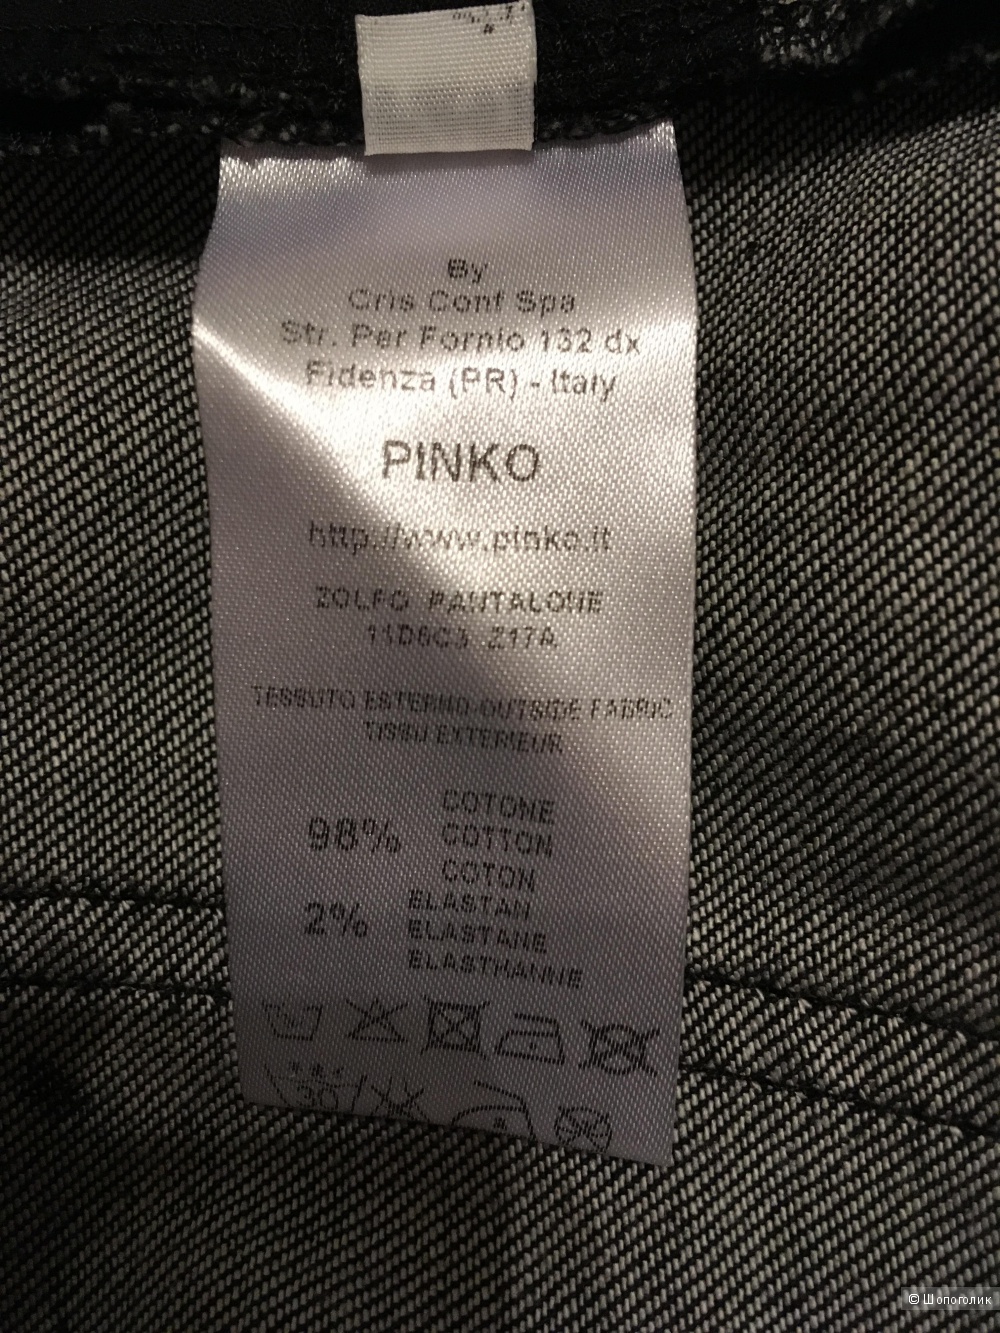 By
Cris Conf Spa
Str. Per Fornio 132 dx
Fidenza (PR) - Italy
PINKO
http://www.pinko.it
ZOLFO PANTALONE
11D6C3 Z17A
TESSUTO ESTERNO-OUTSIDE FABRIC
TISSU EXTERIEUR
COTONE
98% COTTON
COTON
ELASTAN
2% ELASTANE
ELASTHANNE
30
© Шопоголик